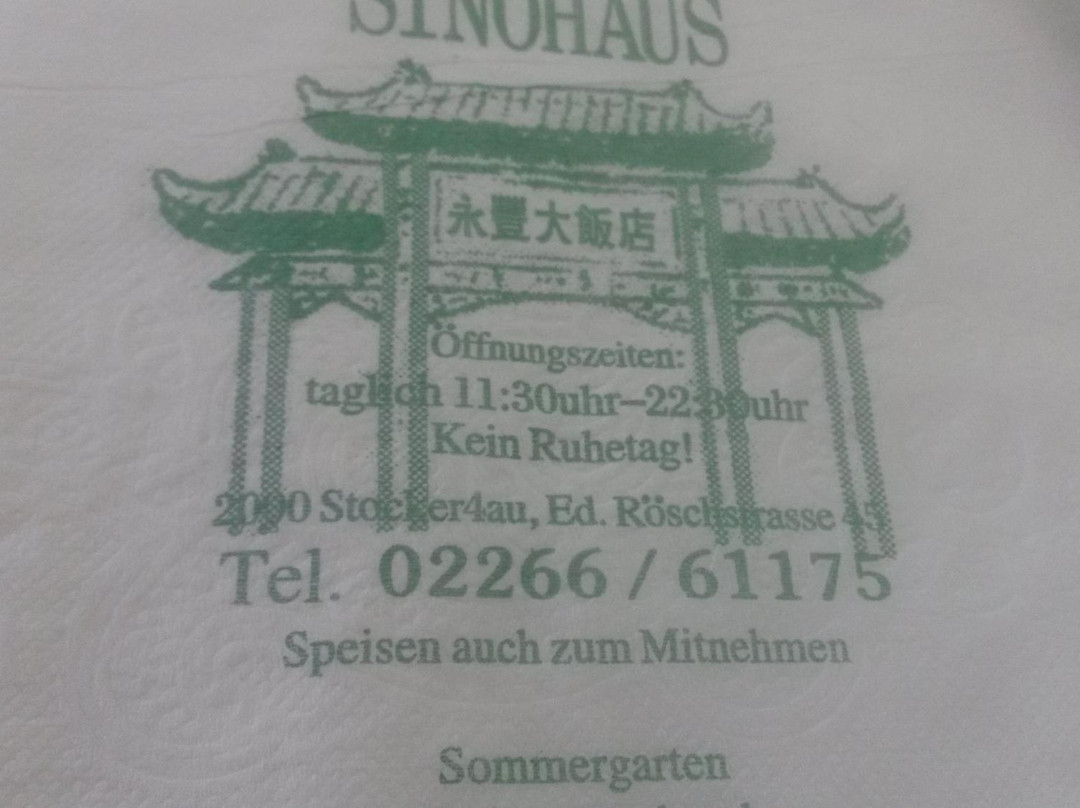 SINOHAUS
永豐大飯店
Öffnungszeiten:
taglich 11:30uhr–22:30uhr
Kein Ruhetag!
2000 Stocker4au, Ed. Röschstrasse 45
Tel. 02266 / 61175
Speisen auch zum Mitnehmen
Sommergarten